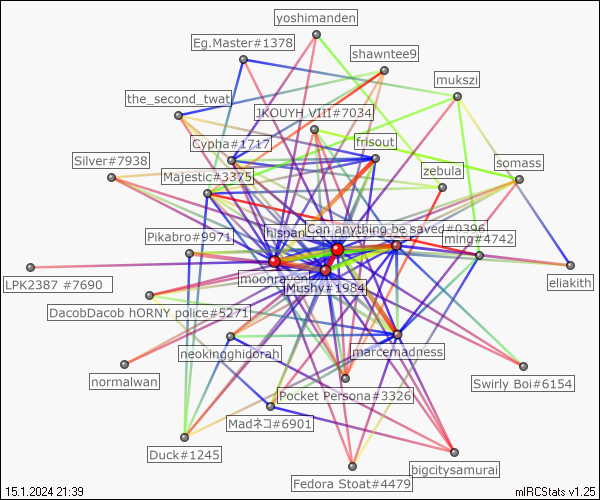 yoshimanden
Eg.Master#1378
shawntee9
mukszi
the_second_twat
JKOUYH VIII#7034
Cypha#1717
frisout
Silver#7938
Majestic#3375
zebula
somass
hispan
Can anything be saved#0396
Pikabro#9971
ming#4742
LPK2387 #7690
moonraven
Mushy#1984
eliakith
DacobDacob hORNY police#5271
neokingghidorah
marcemadness
normalwan
Pocket Persona#3326
Swirly Boi#6154
Madネコ#6901
Duck#1245
bigcitysamurai
Fedora Stoat#4479
15.1.2024 21:39
mIRCStats v1.25